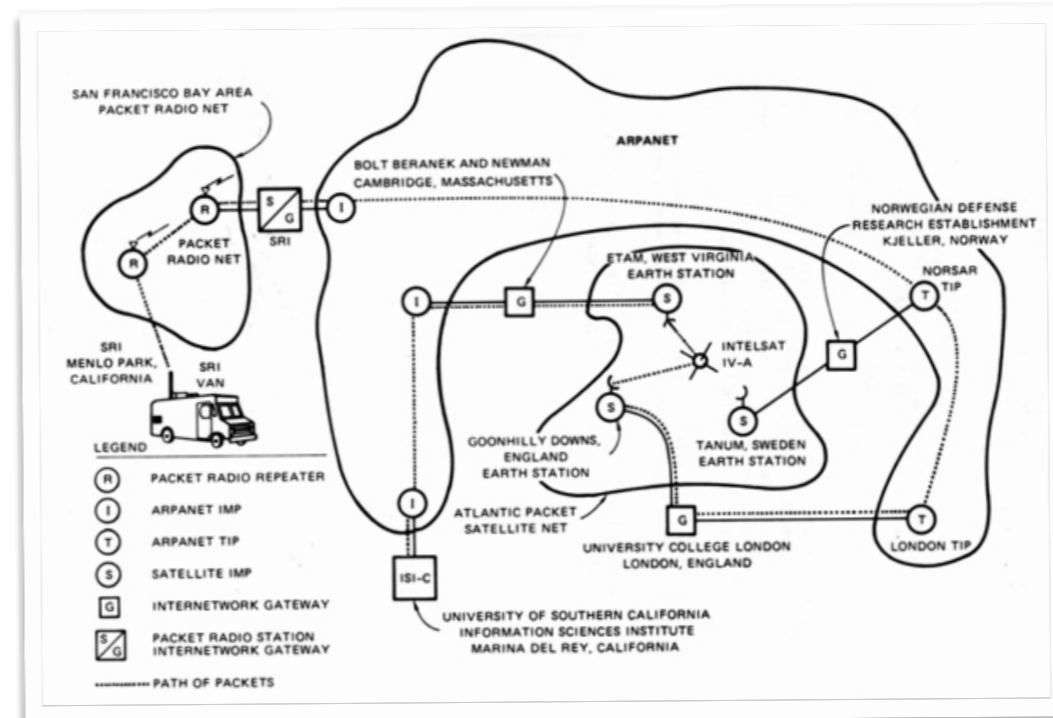 SAN FRANCISCO BAY AREA
PACKET RADIO NET
ARPANET
BOLT BERANEK AND NEWMAN
CAMBRIDGE, MASSACHUSETTS
NORWEGIAN DEFENSE
RESEARCH ESTABLISHMENT
KJELLER, NORWAY
R
S
G
SRI
I
PACKET
RADIO NET
R
ETAM, WEST VIRGINIA
EARTH STATION
NORSAR
TIP
T
I
G
S
INTELSAT
IV-A
G
SRI
MENLO PARK,
CALIFORNIA
SRI
VAN
S
S
GOONHILLY DOWNS,
ENGLAND
EARTH STATION
TANUM, SWEDEN
EARTH STATION
I
ATLANTIC PACKET
SATELLITE NET
G
T
UNIVERSITY COLLEGE LONDON
LONDON, ENGLAND
LONDON TIP
ISI-C
UNIVERSITY OF SOUTHERN CALIFORNIA
INFORMATION SCIENCES INSTITUTE
MARINA DEL REY, CALIFORNIA
LEGEND
R PACKET RADIO REPEATER
I ARPANET IMP
T ARPANET TIP
S SATELLITE IMP
G INTERNETWORK GATEWAY
S/G PACKET RADIO STATION
INTERNETWORK GATEWAY
PATH OF PACKETS